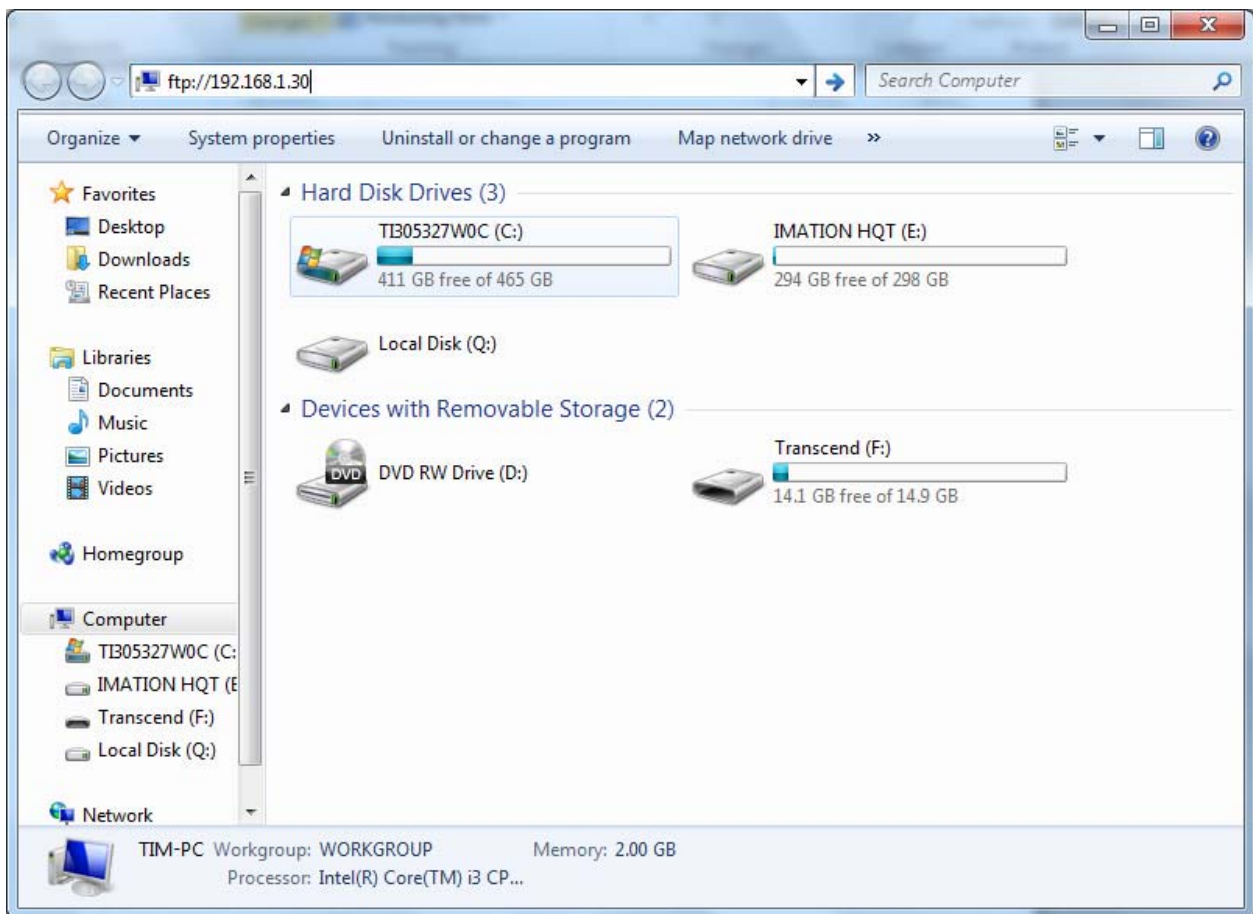 ftp://192.168.1.30
Search Computer
Organize System properties Uninstall or change a program Map network drive »
Favorites
Desktop
Downloads
Recent Places
Libraries
Documents
Music
Pictures
Videos
Homegroup
Computer
TI305327W0C (C:
IMATION HQT (E
Transcend (F:)
Local Disk (Q:)
Network
Hard Disk Drives (3)
TI305327W0C (C:)
411 GB free of 465 GB
IMATION HQT (E:)
294 GB free of 298 GB
Local Disk (Q:)
Devices with Removable Storage (2)
DVD
DVD RW Drive (D:)
Transcend (F:)
14.1 GB free of 14.9 GB
TIM-PC Workgroup: WORKGROUP Memory: 2.00 GB
Processor: Intel(R) Core(TM) i3 CP...